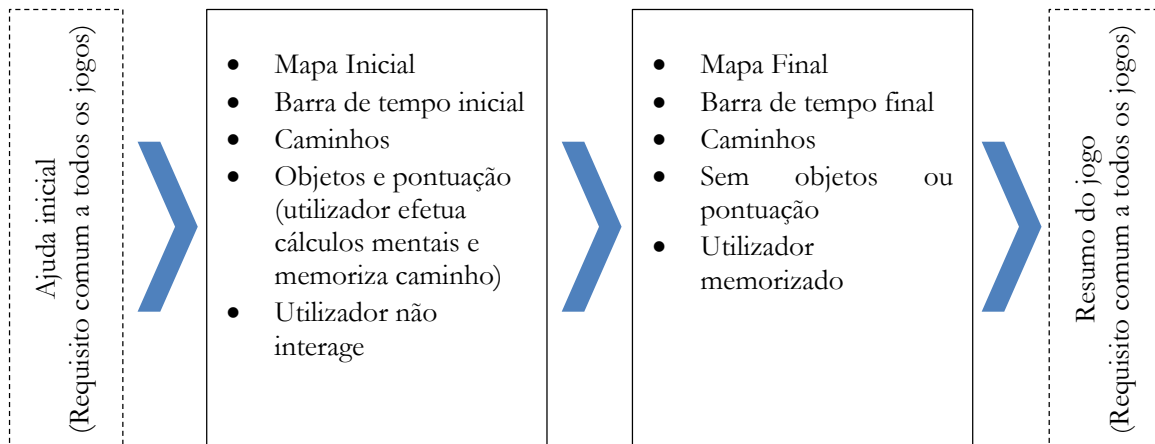 Ajuda inicial
(Requisito comum a todos os jogos)
• Mapa Inicial
• Barra de tempo inicial
• Caminhos
• Objetos e pontuação
(utilizador efetua
cálculos mentais e
memoriza caminho)
• Utilizador não
interage
• Mapa Final
• Barra de tempo final
• Caminhos
• Sem objetos ou
pontuação
• Utilizador
memorizado
Resumo do jogo
(Requisito comum a todos os jogos)